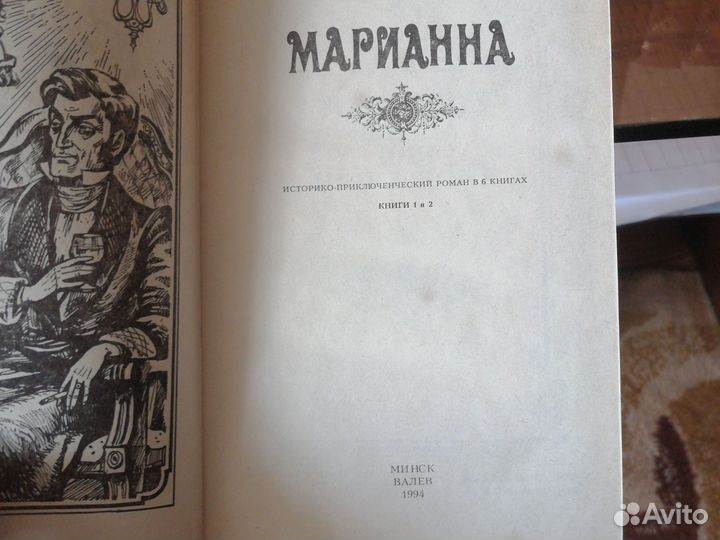 МАРИАННА
ИСТОРИКО-ПРИКЛЮЧЕНЧЕСКИЙ РОМАН В 6 КНИГАХ
КНИГИ 1 и 2
МИНСК
ВАЛЕВ
1994
Avito